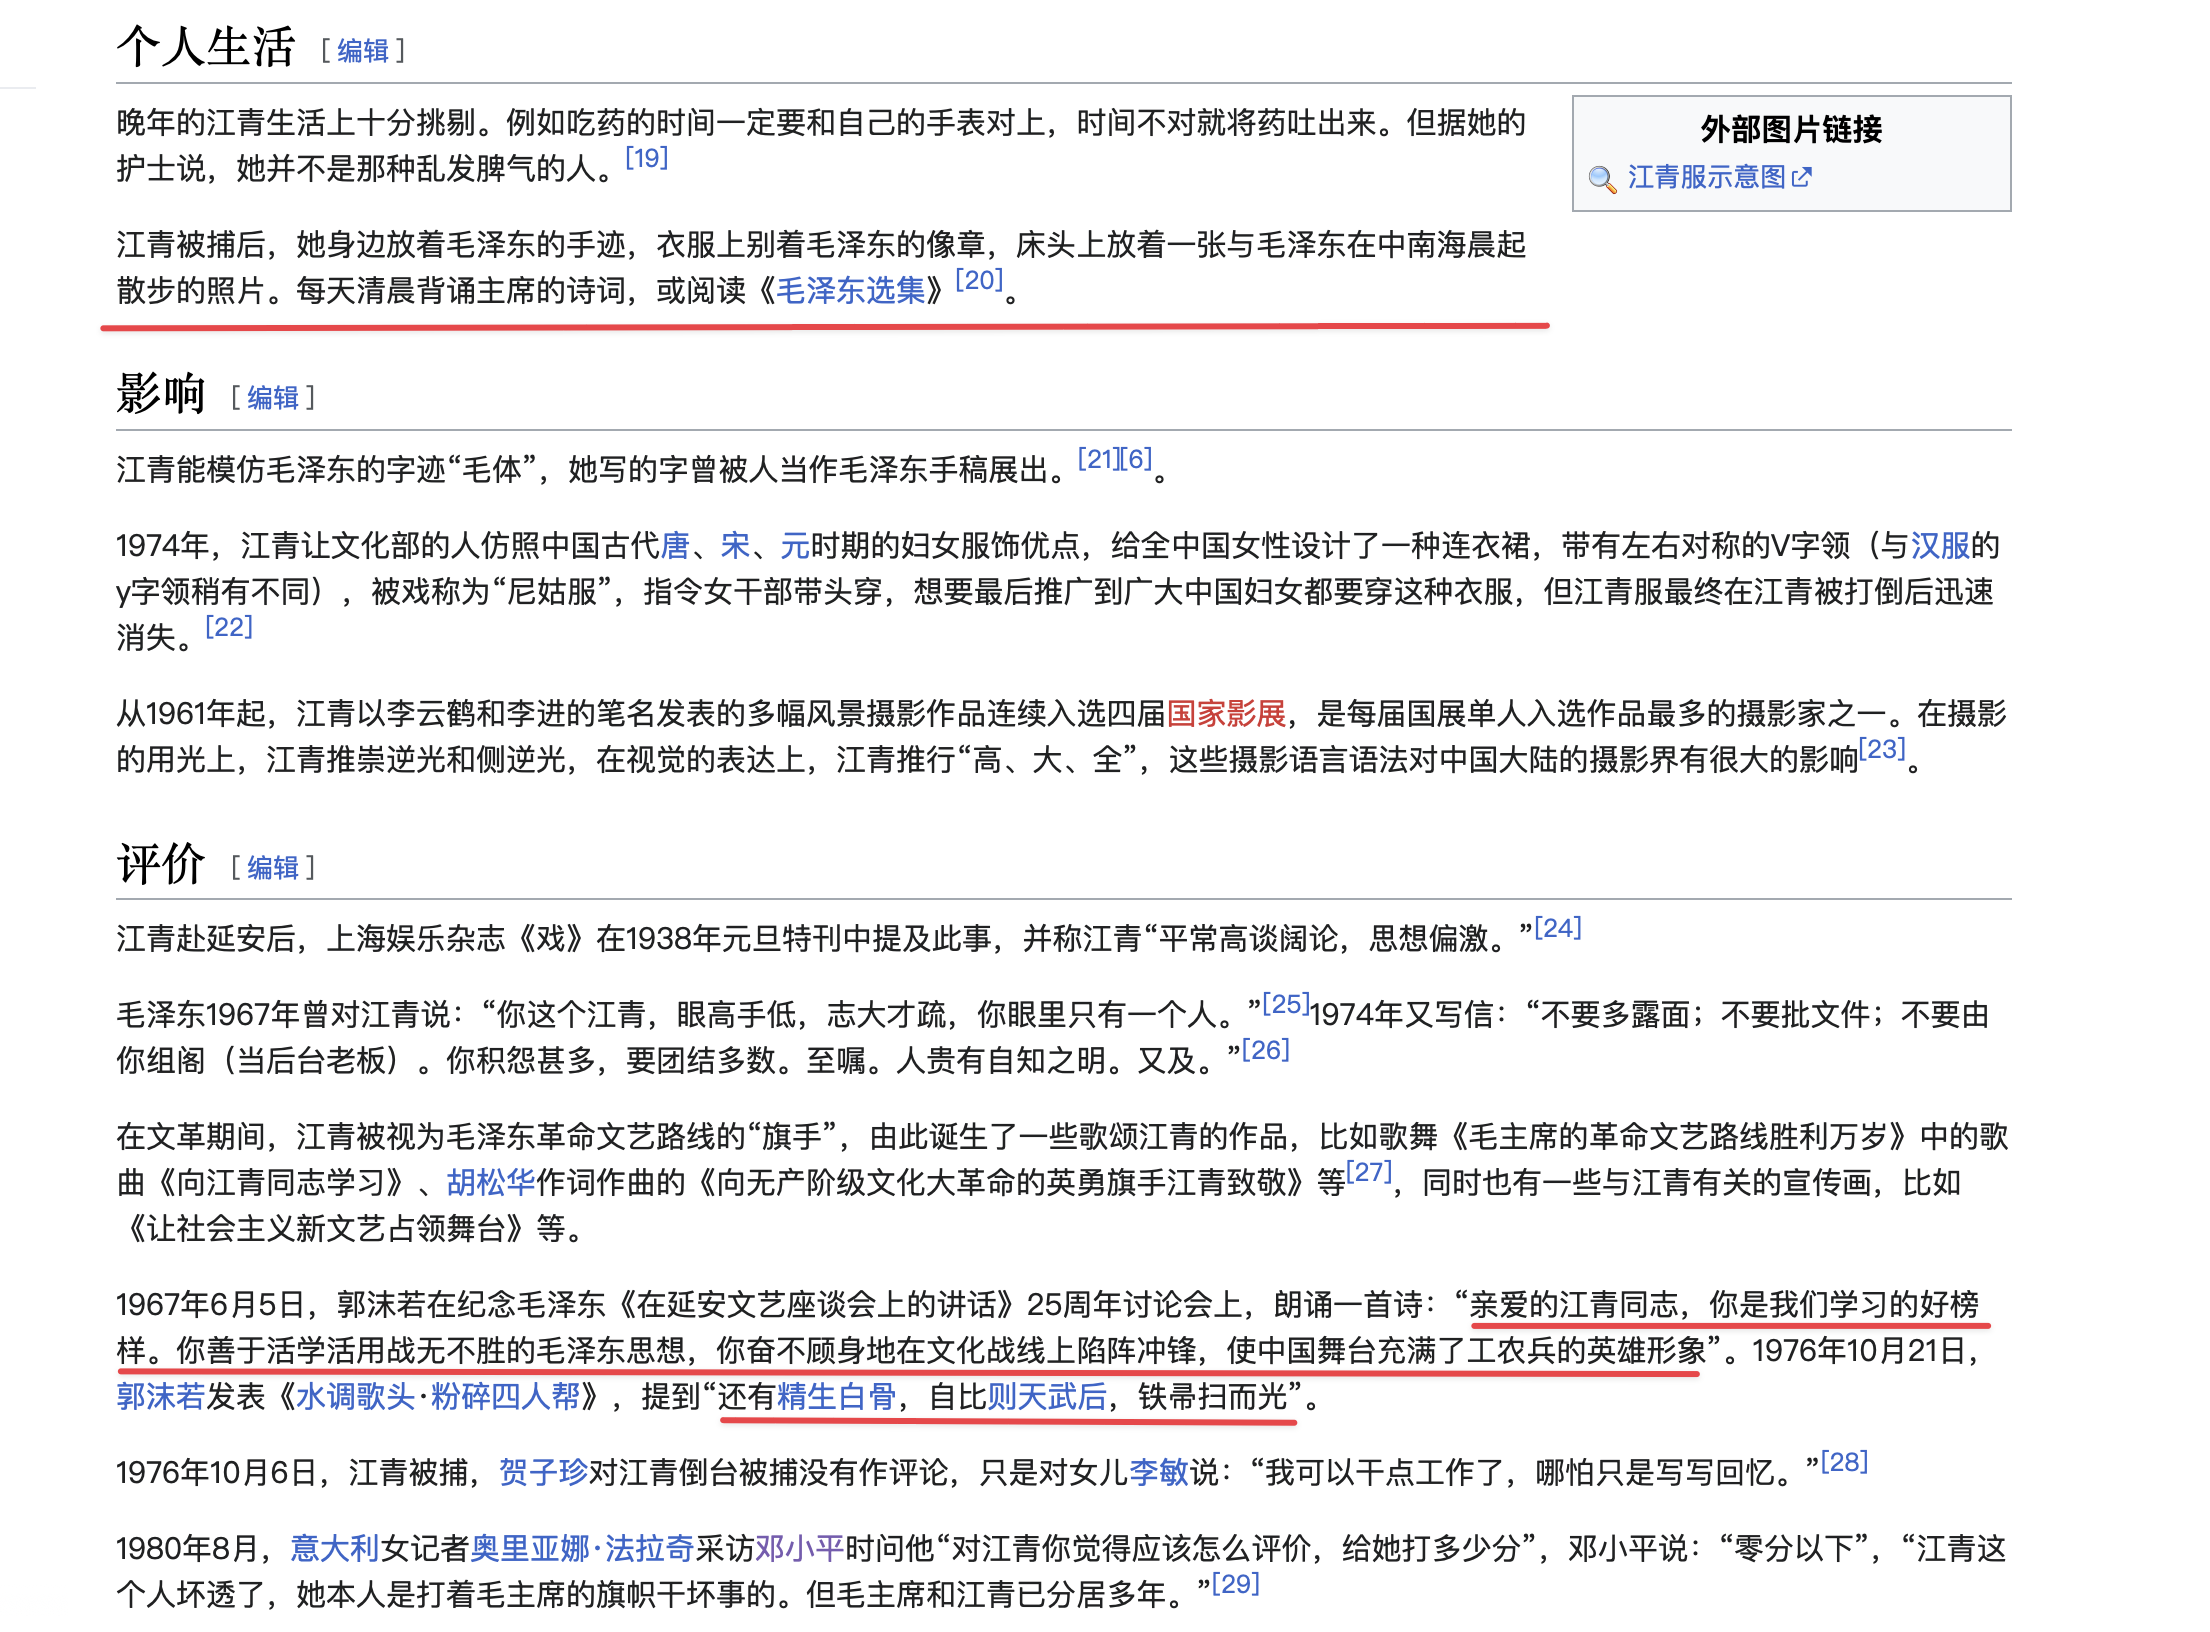 个人生活 [ 编辑 ]
晚年的江青生活上十分挑剔。例如吃药的时间一定要和自己的手表对上，时间不对就将药吐出来。但据她的
护士说，她并不是那种乱发脾气的人。[19]
外部图片链接
江青服示意图
江青被捕后，她身边放着毛泽东的手迹，衣服上别着毛泽东的像章，床头上放着一张与毛泽东在中南海晨起
散步的照片。每天清晨背诵主席的诗词，或阅读《毛泽东选集》[20]。
影响 [ 编辑 ]
江青能模仿毛泽东的字迹“毛体”，她写的字曾被人当作毛泽东手稿展出。[21][6]。
1974年，江青让文化部的人仿照中国古代唐、宋、元时期的妇女服饰优点，给全中国女性设计了一种连衣裙，带有左右对称的V字领（与汉服的
y字领稍有不同），被戏称为“尼姑服”，指令女干部带头穿，想要最后推广到广大中国妇女都要穿这种衣服，但江青服最终在江青被打倒后迅速
消失。[22]
从1961年起，江青以李云鹤和李进的笔名发表的多幅风景摄影作品连续入选四届国家影展，是每届国展单人入选作品最多的摄影家之一。在摄影
的用光上，江青推崇逆光和侧逆光，在视觉的表达上，江青推行“高、大、全”，这些摄影语言语法对中国大陆的摄影界有很大的影响[23]。
评价 [ 编辑 ]
江青赴延安后，上海娱乐杂志《戏》在1938年元旦特刊中提及此事，并称江青“平常高谈阔论，思想偏激。”[24]
毛泽东1967年曾对江青说：“你这个江青，眼高手低，志大才疏，你眼里只有一个人。”[25]1974年又写信：“不要多露面；不要批文件；不要由
你组阁（当后台老板）。你积怨甚多，要团结多数。至嘱。人贵有自知之明。又及。”[26]
在文革期间，江青被视为毛泽东革命文艺路线的“旗手”，由此诞生了一些歌颂江青的作品，比如歌舞《毛主席的革命文艺路线胜利万岁》中的歌
曲《向江青同志学习》、胡松华作词作曲的《向无产阶级文化大革命的英勇旗手江青致敬》等[27]，同时也有一些与江青有关的宣传画，比如
《让社会主义新文艺占领舞台》等。
1967年6月5日，郭沫若在纪念毛泽东《在延安文艺座谈会上的讲话》25周年讨论会上，朗诵一首诗：“亲爱的江青同志，你是我们学习的好榜
样。你善于活学活用战无不胜的毛泽东思想，你奋不顾身地在文化战线上陷阵冲锋，使中国舞台充满了工农兵的英雄形象”。1976年10月21日，
郭沫若发表《水调歌头·粉碎四人帮》，提到“还有精生白骨，自比则天武后，铁帚扫而光”。
1976年10月6日，江青被捕，贺子珍对江青倒台被捕没有作评论，只是对女儿李敏说：“我可以干点工作了，哪怕只是写写回忆。”[28]
1980年8月，意大利女记者奥里亚娜·法拉奇采访邓小平时问他“对江青你觉得应该怎么评价，给她打多少分”，邓小平说：“零分以下”，“江青这
个人坏透了，她本人是打着毛主席的旗帜干坏事的。但毛主席和江青已分居多年。”[29]